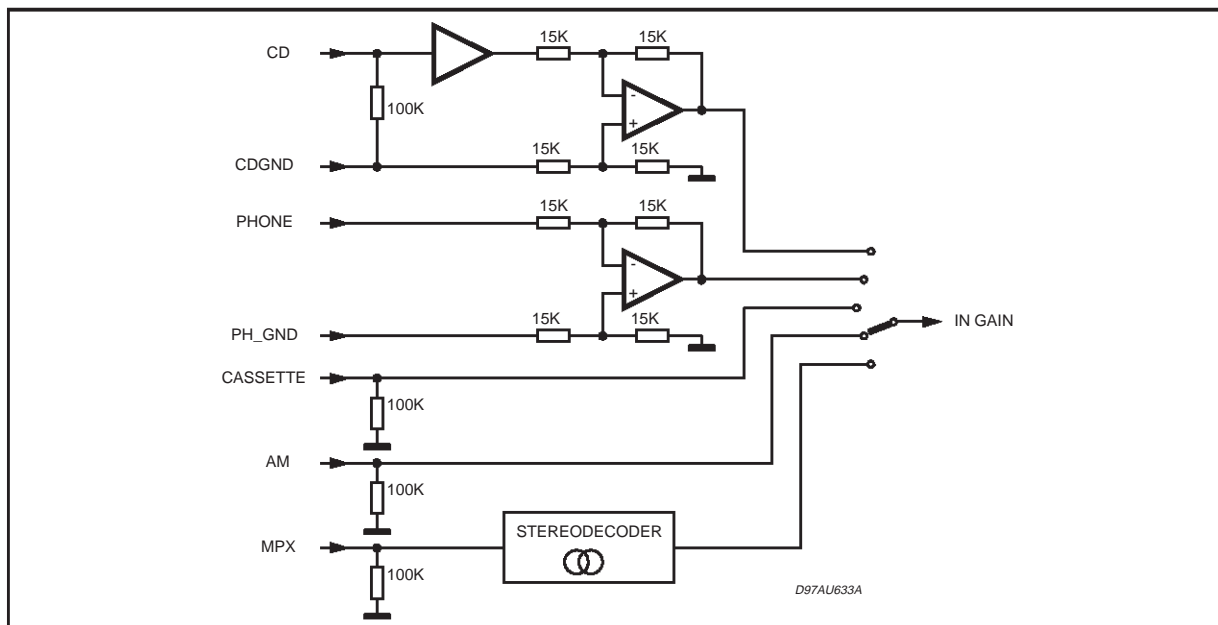 CD
15K
15K
100K
-
+
CDGND
15K
15K
PHONE
15K
15K
-
+
PH_GND
15K
15K
IN GAIN
CASSETTE
100K
AM
100K
MPX
STEREODECODER
100K
D97AU633A